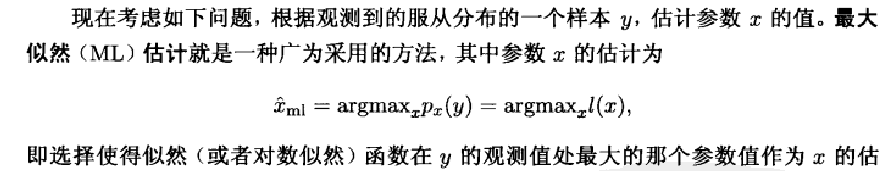 现在考虑如下问题，根据观测到的服从分布的一个样本 y，估计参数 x 的值。最大
似然（ML）估计就是一种广为采用的方法，其中参数 x 的估计为
x̂ml = argmaxₓpₓ(y) = argmaxₓl(x),
即选择使得似然（或者对数似然）函数在 y 的观测值处最大的那个参数值作为 x 的估